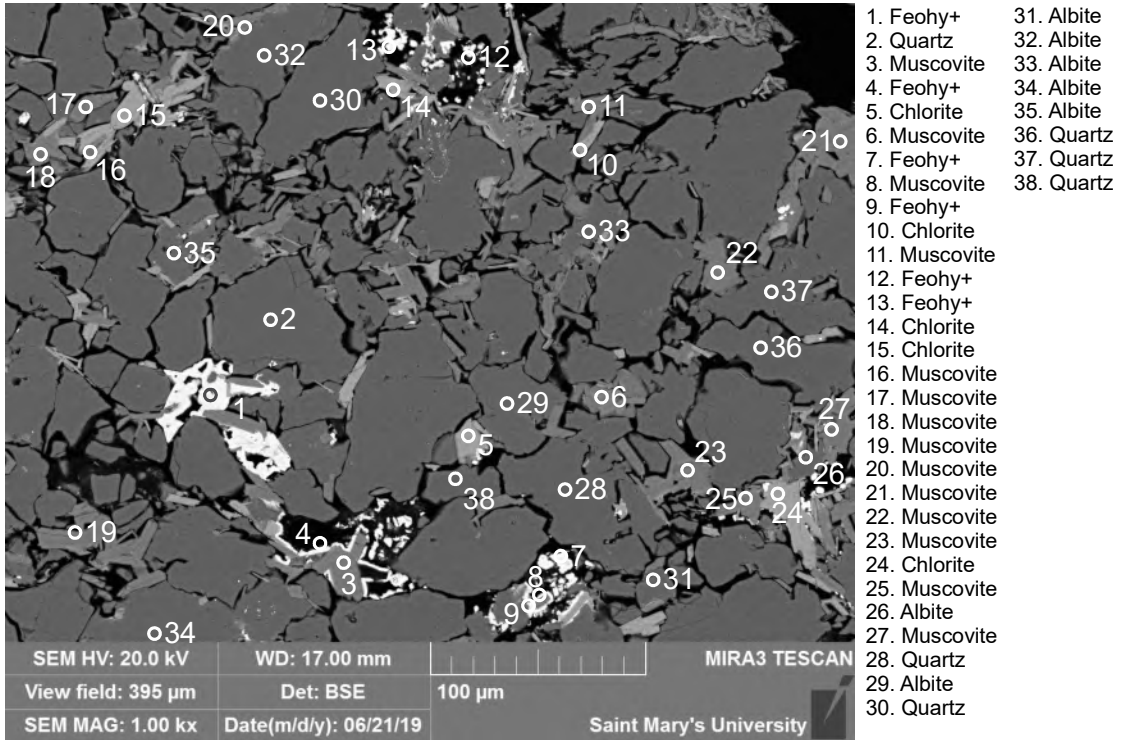 20
32
13
12
30
14
17
15
11
18
16
10
21
33
35
22
37
2
36
1
29
6
27
5
23
26
38
28
25
24
19
4
3
7
8
9
31
34
SEM HV: 20.0 kV WD: 17.00 mm MIRA3 TESCAN
View field: 395 µm Det: BSE 100 µm
SEM MAG: 1.00 kx Date(m/d/y): 06/21/19 Saint Mary's University
1. Feohy+
2. Quartz
3. Muscovite
4. Feohy+
5. Chlorite
6. Muscovite
7. Feohy+
8. Muscovite
9. Feohy+
10. Chlorite
11. Muscovite
12. Feohy+
13. Feohy+
14. Chlorite
15. Chlorite
16. Muscovite
17. Muscovite
18. Muscovite
19. Muscovite
20. Muscovite
21. Muscovite
22. Muscovite
23. Muscovite
24. Chlorite
25. Muscovite
26. Albite
27. Muscovite
28. Quartz
29. Albite
30. Quartz
31. Albite
32. Albite
33. Albite
34. Albite
35. Albite
36. Quartz
37. Quartz
38. Quartz